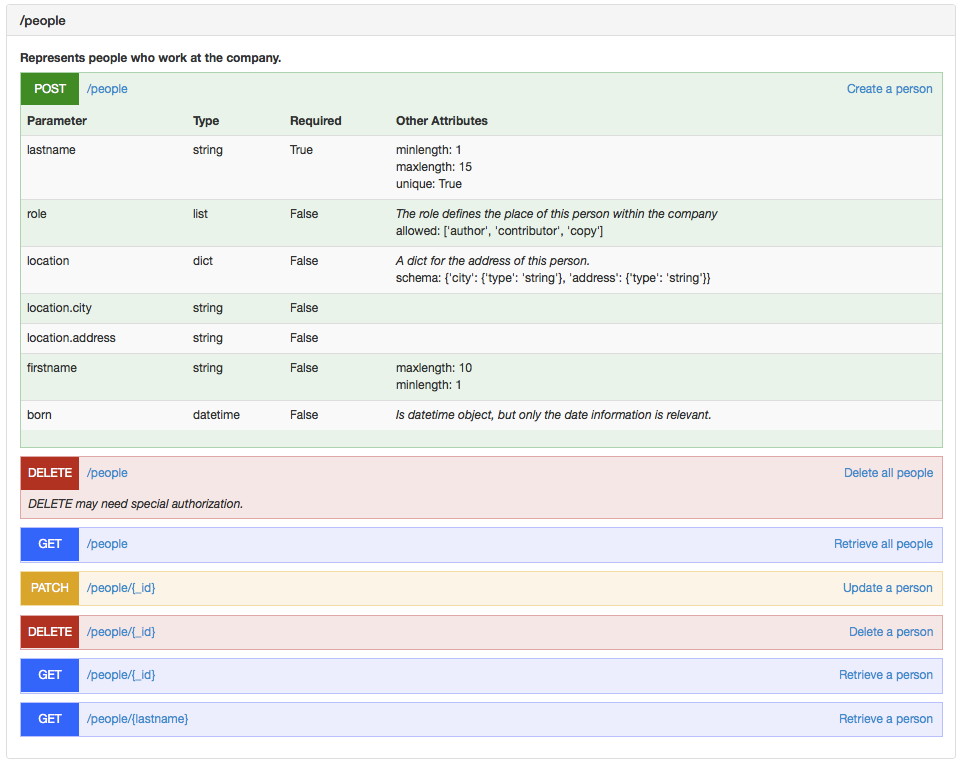 /people
Represents people who work at the company.
POST /people Create a person
Parameter Type Required Other Attributes
lastname string True minlength: 1
maxlength: 15
unique: True
role list False The role defines the place of this person within the company
allowed: ['author', 'contributor', 'copy']
location dict False A dict for the address of this person.
schema: {'city': {'type': 'string'}, 'address': {'type': 'string'}}
location.city string False
location.address string False
firstname string False maxlength: 10
minlength: 1
born datetime False Is datetime object, but only the date information is relevant.
DELETE /people Delete all people
DELETE may need special authorization.
GET /people Retrieve all people
PATCH /people/{_id} Update a person
DELETE /people/{_id} Delete a person
GET /people/{_id} Retrieve a person
GET /people/{lastname} Retrieve a person